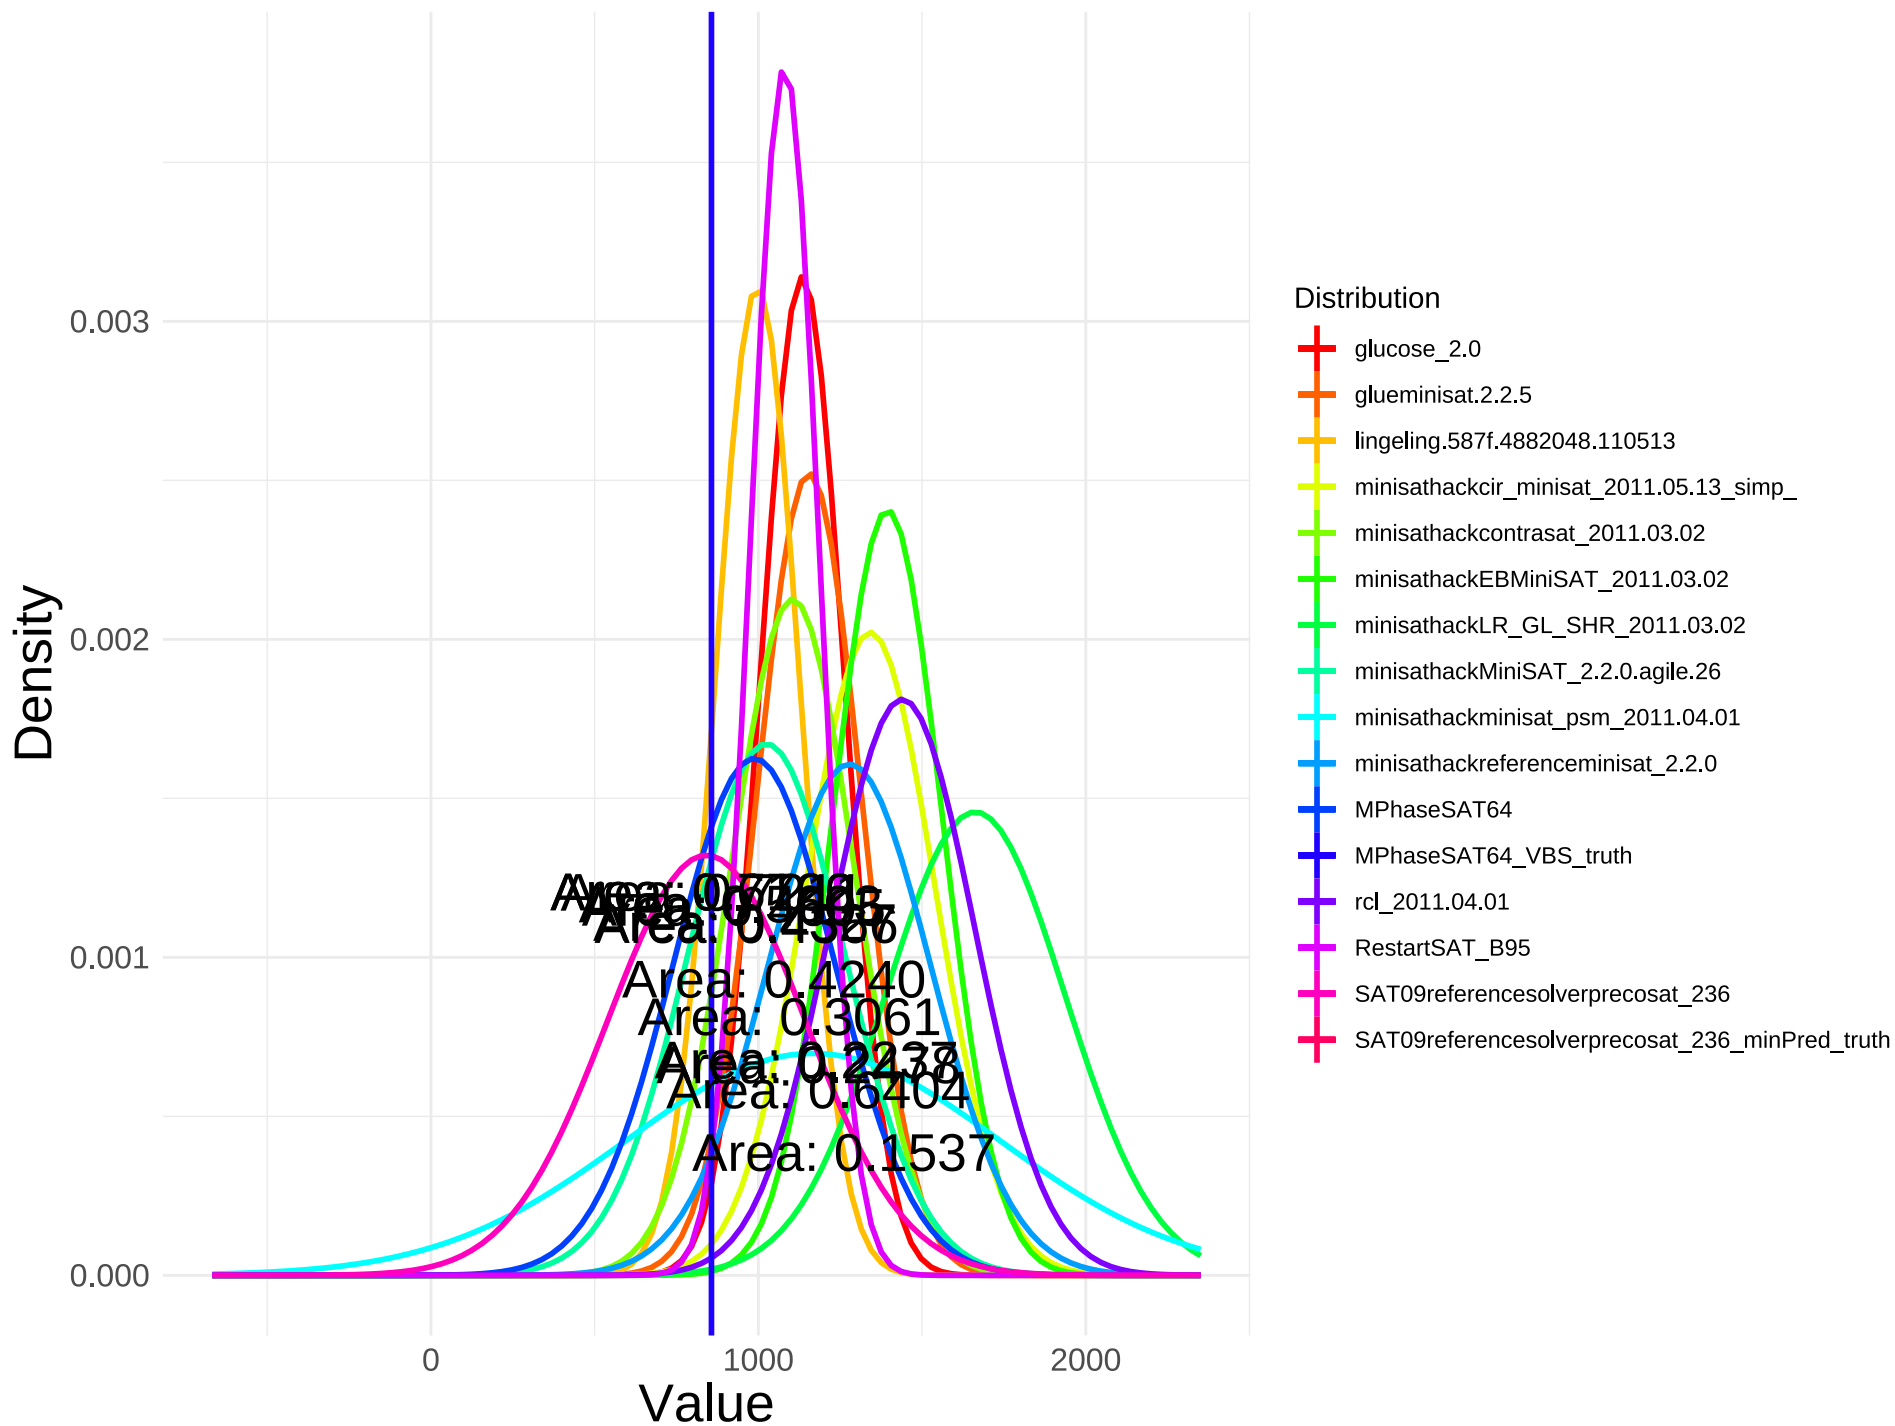 0.003
0.002
0.001
0.000
Density
Area: 0.4240
Area: 0.3061
Area: 0.6404
Area: 0.1537
0 1000 2000
Value
Distribution
glucose_2.0
glueminisat.2.2.5
lingeling.587f.4882048.110513
minisathackcir_minisat_2011.05.13_simp_
minisathackcontrasat_2011.03.02
minisathackEBMiniSAT_2011.03.02
minisathackLR_GL_SHR_2011.03.02
minisathackMiniSAT_2.2.0.agile.26
minisathackminisat_psm_2011.04.01
minisathackreferenceminisat_2.2.0
MPhaseSAT64
MPhaseSAT64_VBS_truth
rcl_2011.04.01
RestartSAT_B95
SAT09referencesolverprecosat_236
SAT09referencesolverprecosat_236_minPred_truth